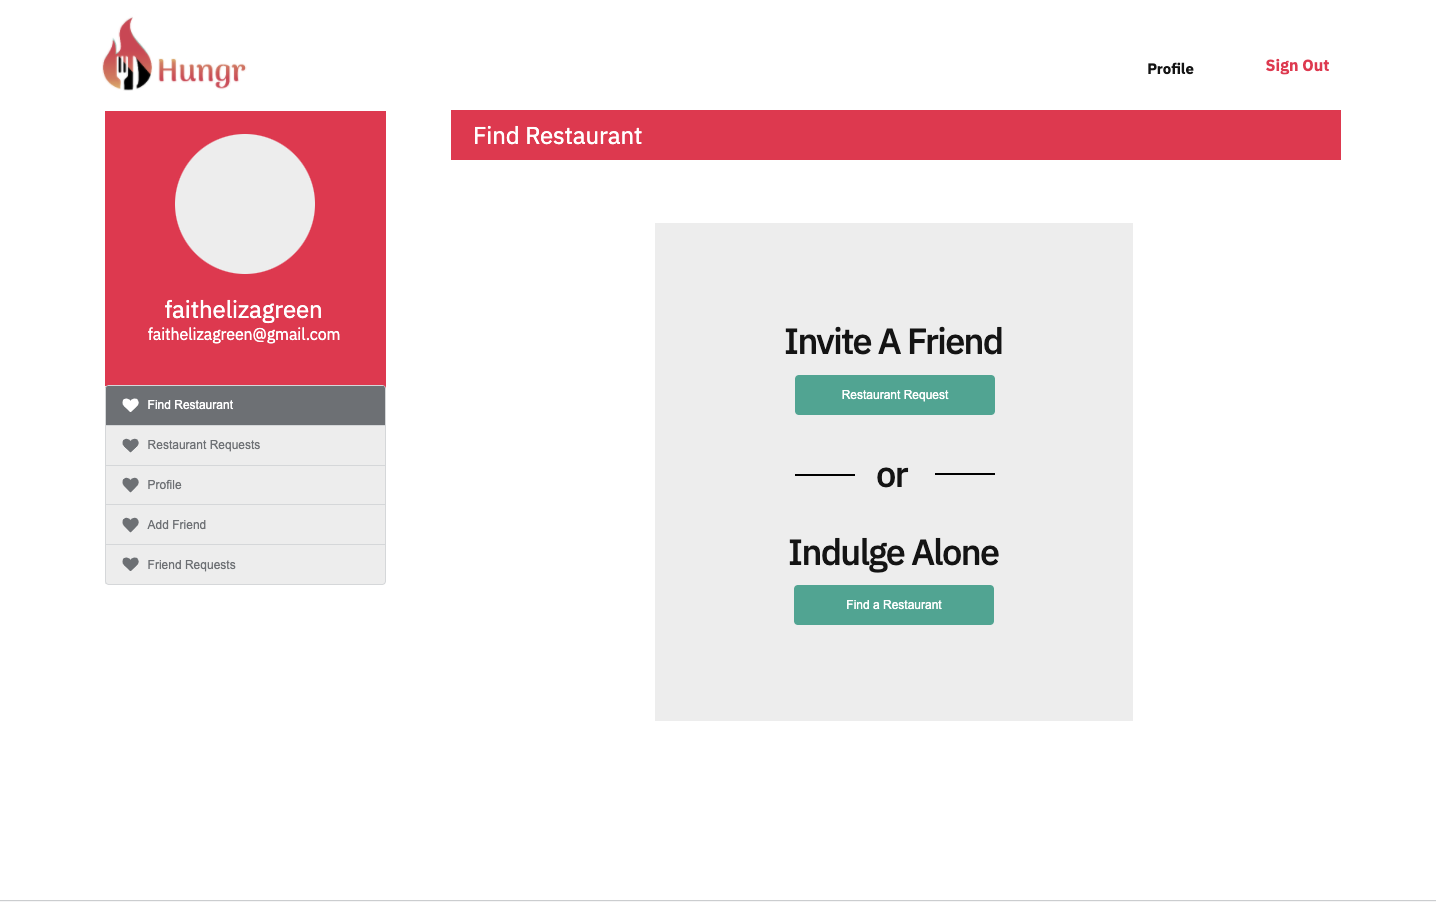 Hungr
Profile
Sign Out
Find Restaurant
faithelizagreen
faithelizagreen@gmail.com
Find Restaurant
Restaurant Requests
Profile
Add Friend
Friend Requests
Invite A Friend
Restaurant Request
or
Indulge Alone
Find a Restaurant